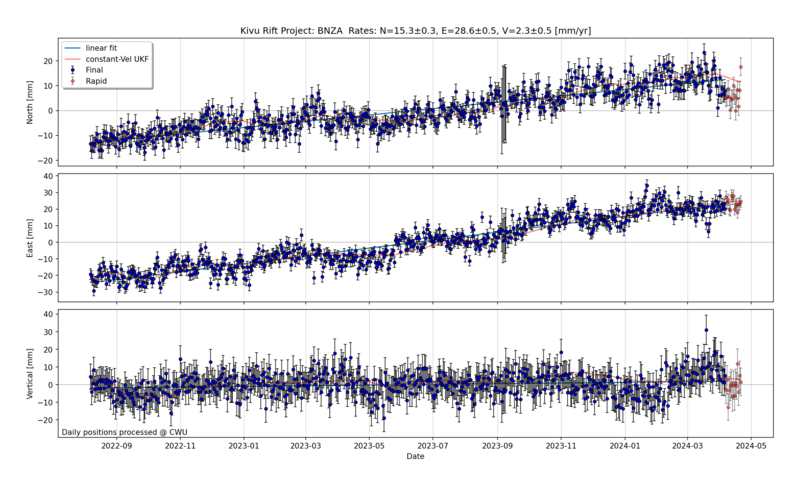 Kivu Rift Project: BNZA  Rates: N=15.3±0.3, E=28.6±0.5, V=2.3±0.5 [mm/yr]
linear fit
constant-Vel UKF
Final
Rapid
North [mm]
20
10
0
−10
−20
East [mm]
40
30
20
10
0
−10
−20
−30
Vertical [mm]
40
30
20
10
0
−10
−20
Daily positions processed @ CWU
2022-09 2022-11 2023-01 2023-03 2023-05 2023-07 2023-09 2023-11 2024-01 2024-03 2024-05
Date